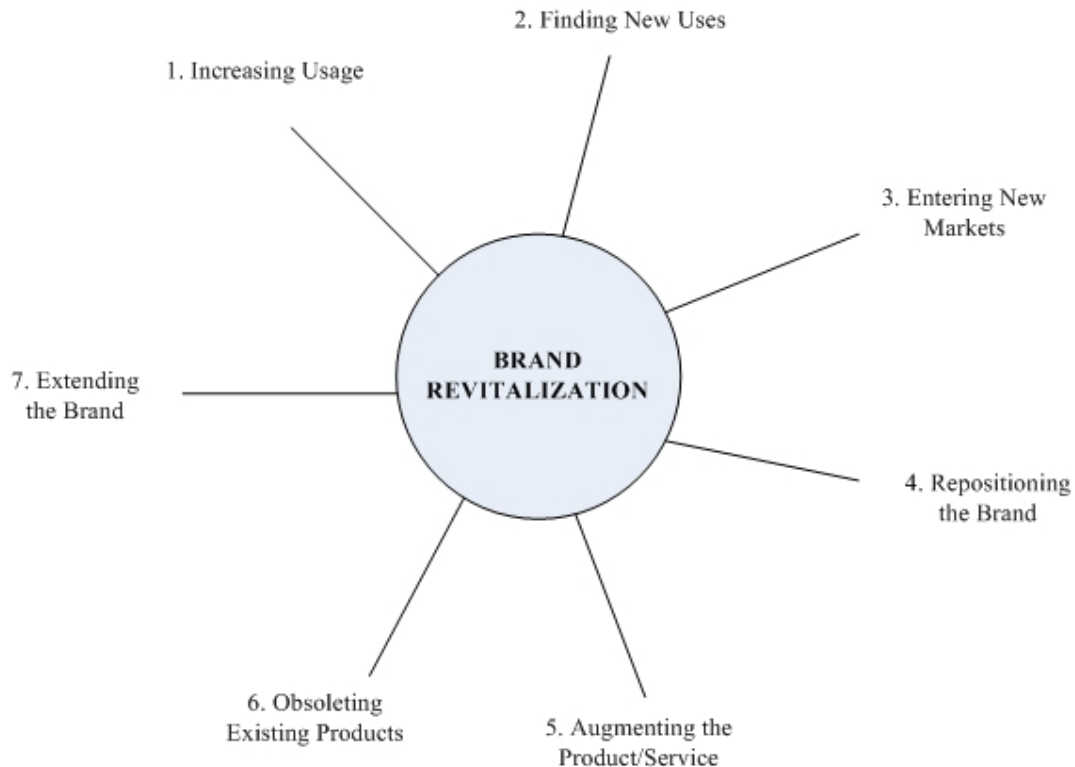 1. Increasing Usage
2. Finding New Uses
3. Entering New
Markets
4. Repositioning
the Brand
5. Augmenting the
Product/Service
6. Obsoleting
Existing Products
7. Extending
the Brand
BRAND
REVITALIZATION